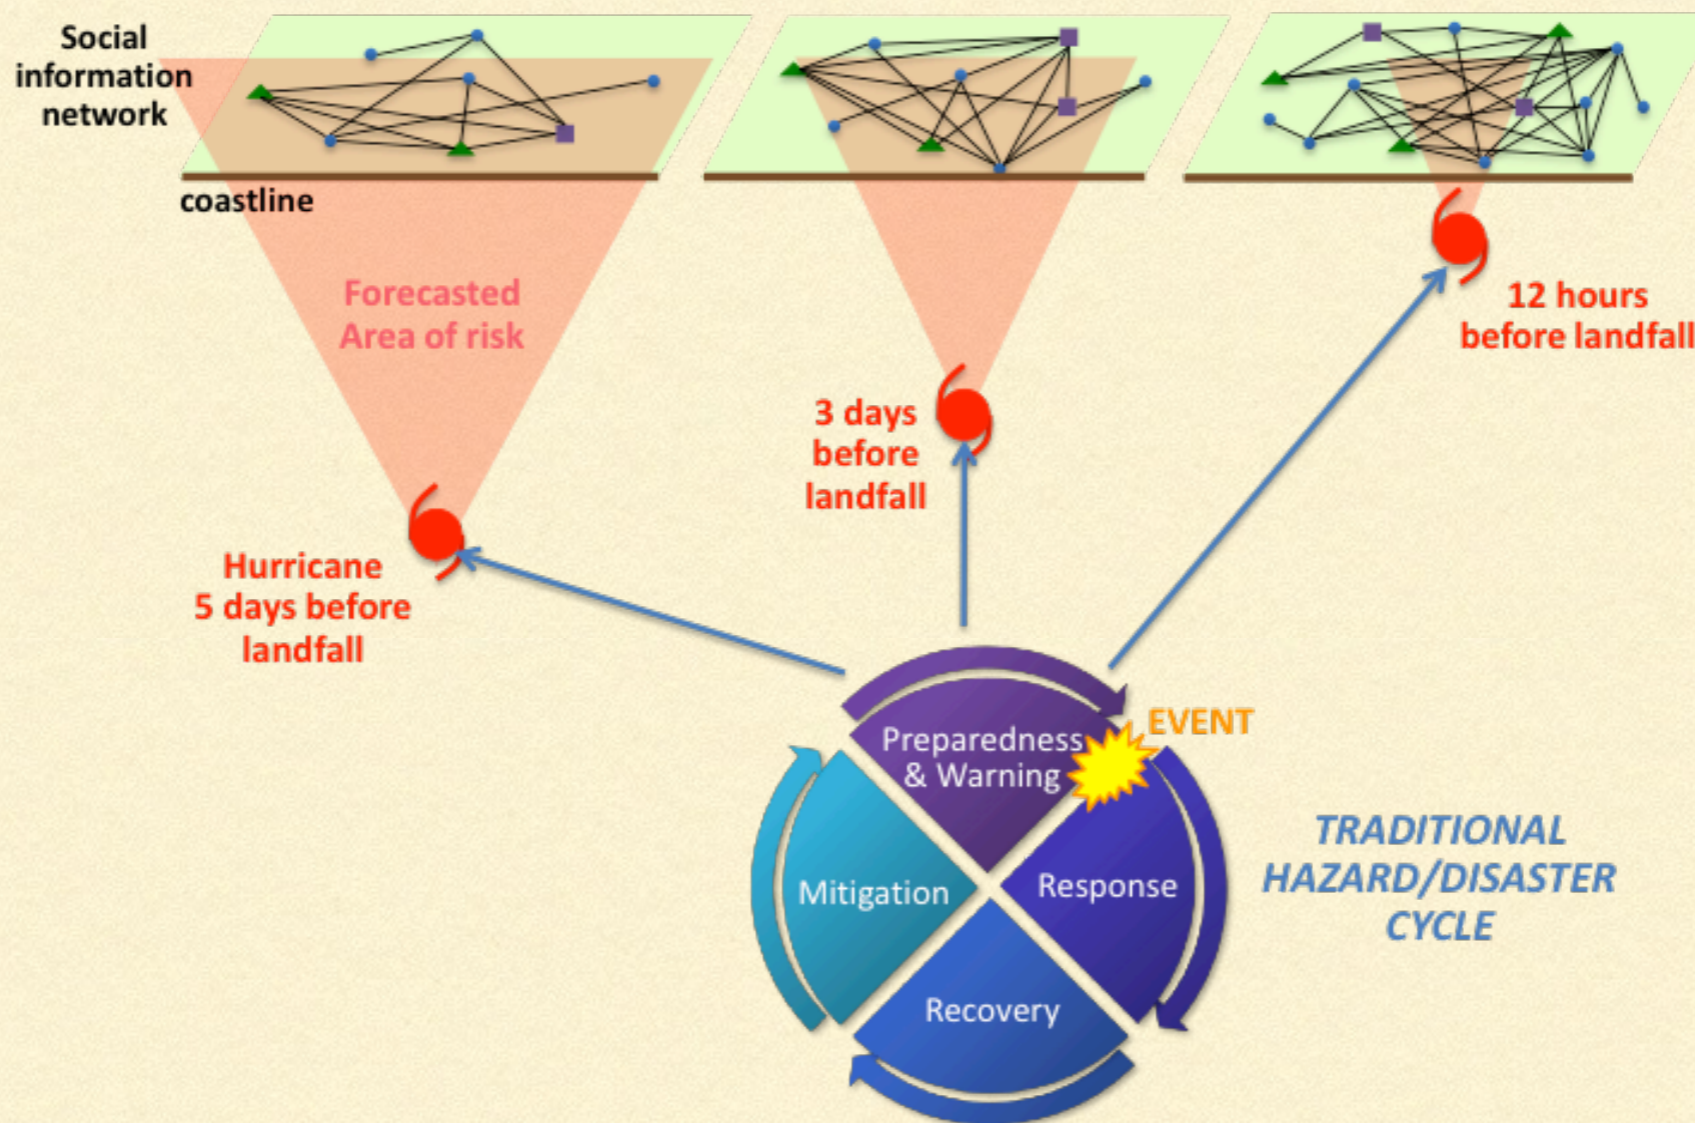 Social
information
network
coastline
Forecasted
Area of risk
Hurricane
5 days before
landfall
3 days
before
landfall
12 hours
before landfall
EVENT
Preparedness
& Warning
Mitigation
Response
Recovery
TRADITIONAL
HAZARD/DISASTER
CYCLE